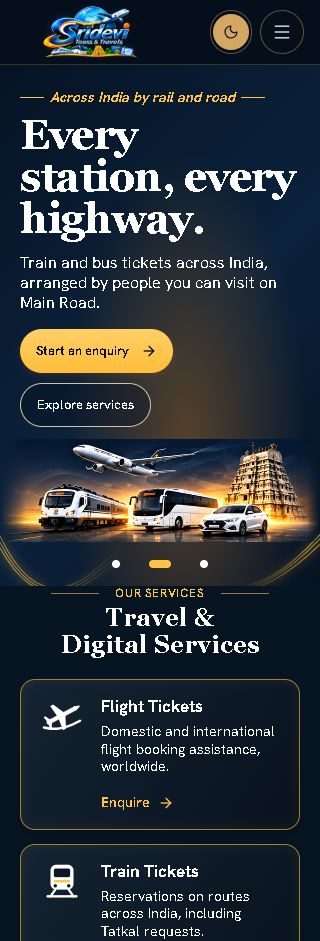 Sridevi
Tours & Travels
Across India by rail and road
Every
station, every
highway.
Train and bus tickets across India,
arranged by people you can visit on
Main Road.
Start an enquiry
Explore services
OUR SERVICES
Travel &
Digital Services
Flight Tickets
Domestic and international
flight booking assistance,
worldwide.
Enquire
Train Tickets
Reservations on routes
across India, including
Tatkal requests.